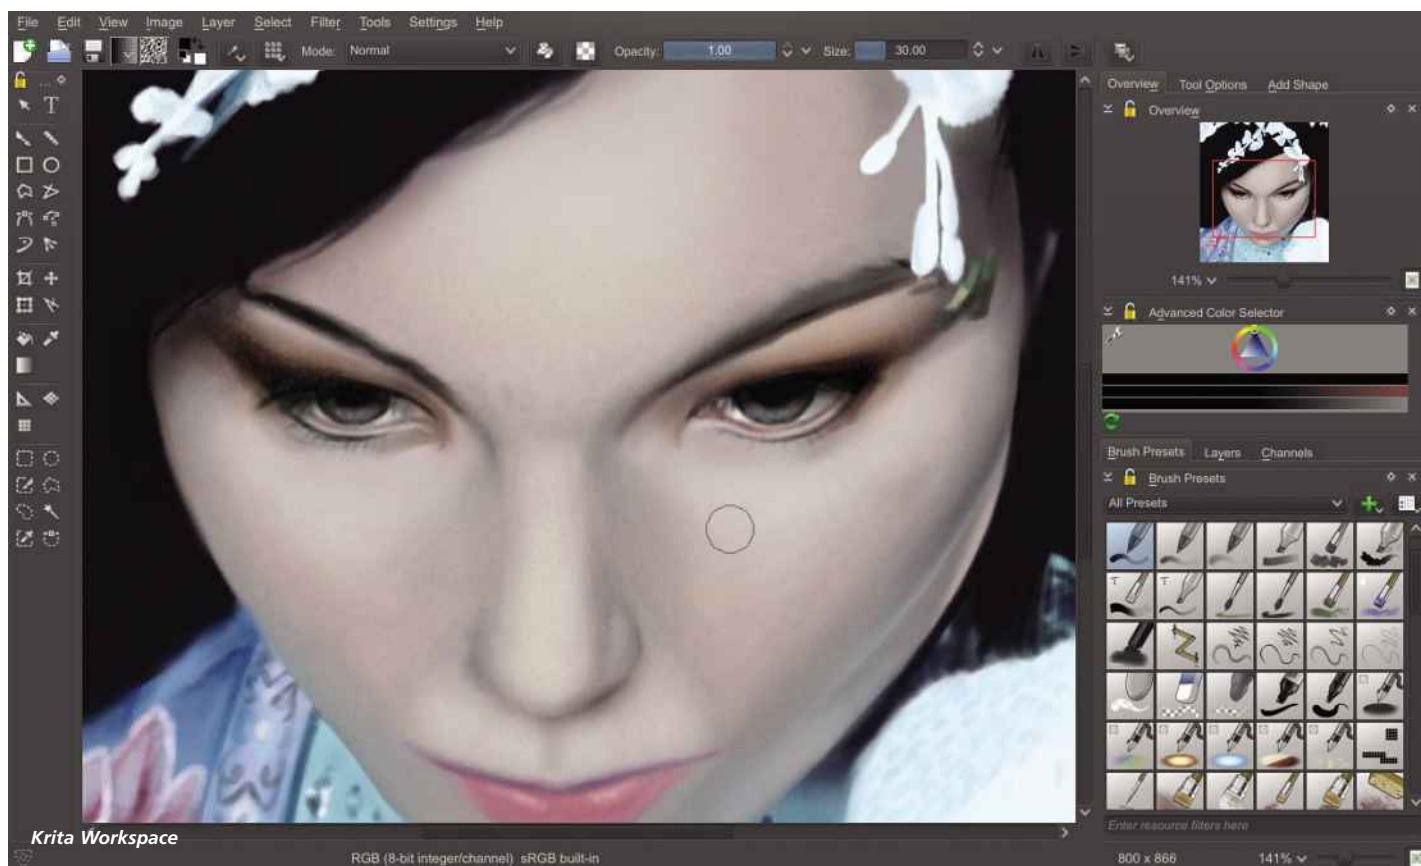 File Edit View Image Layer Select Filter Tools Settings Help
Mode: Normal Opacity: 1.00 Size: 30.00
T
Overview Tool Options Add Shape
Overview
141%
Advanced Color Selector
Brush Presets Layers Channels
Brush Presets
All Presets
T T
Enter resource filters here
Krita Workspace
RGB (8-bit integer/channel) sRGB built-in 800 x 866 141%